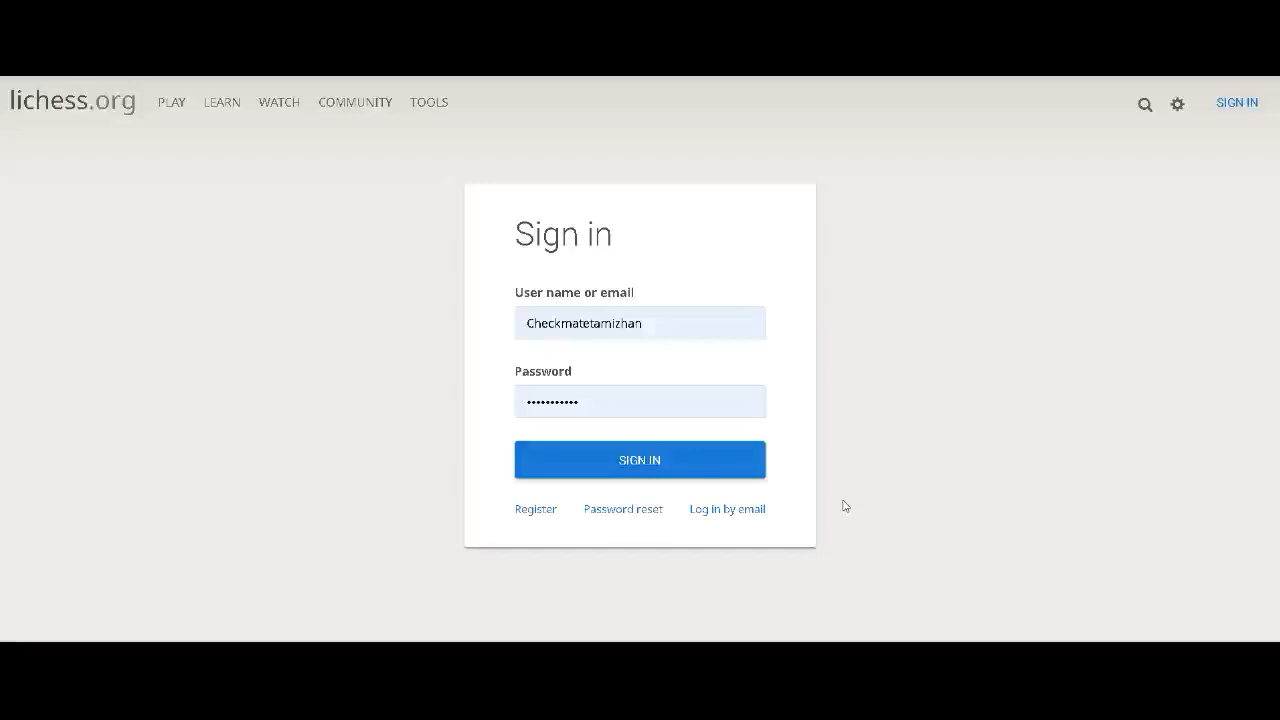 lichess.org PLAY LEARN WATCH COMMUNITY TOOLS SIGN IN
Sign in
User name or email
Checkmatetamizhan
Password
•••••••••••
SIGN IN
Register Password reset Log in by email